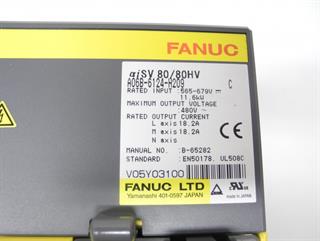 FANUC
αiSV 80/80HV
A06B-6124-H209 C
RATED INPUT :565-679V
11.6kW
MAXIMUM OUTPUT VOLTAGE
:480V~
RATED OUTPUT CURRENT
L axis 18.2A
M axis 18.2A
N axis
MANUAL NO. :B-65282
STANDARD :EN50178, UL508C
V05Y03100
FANUC LTD
Yamanashi 401-0597 JAPAN